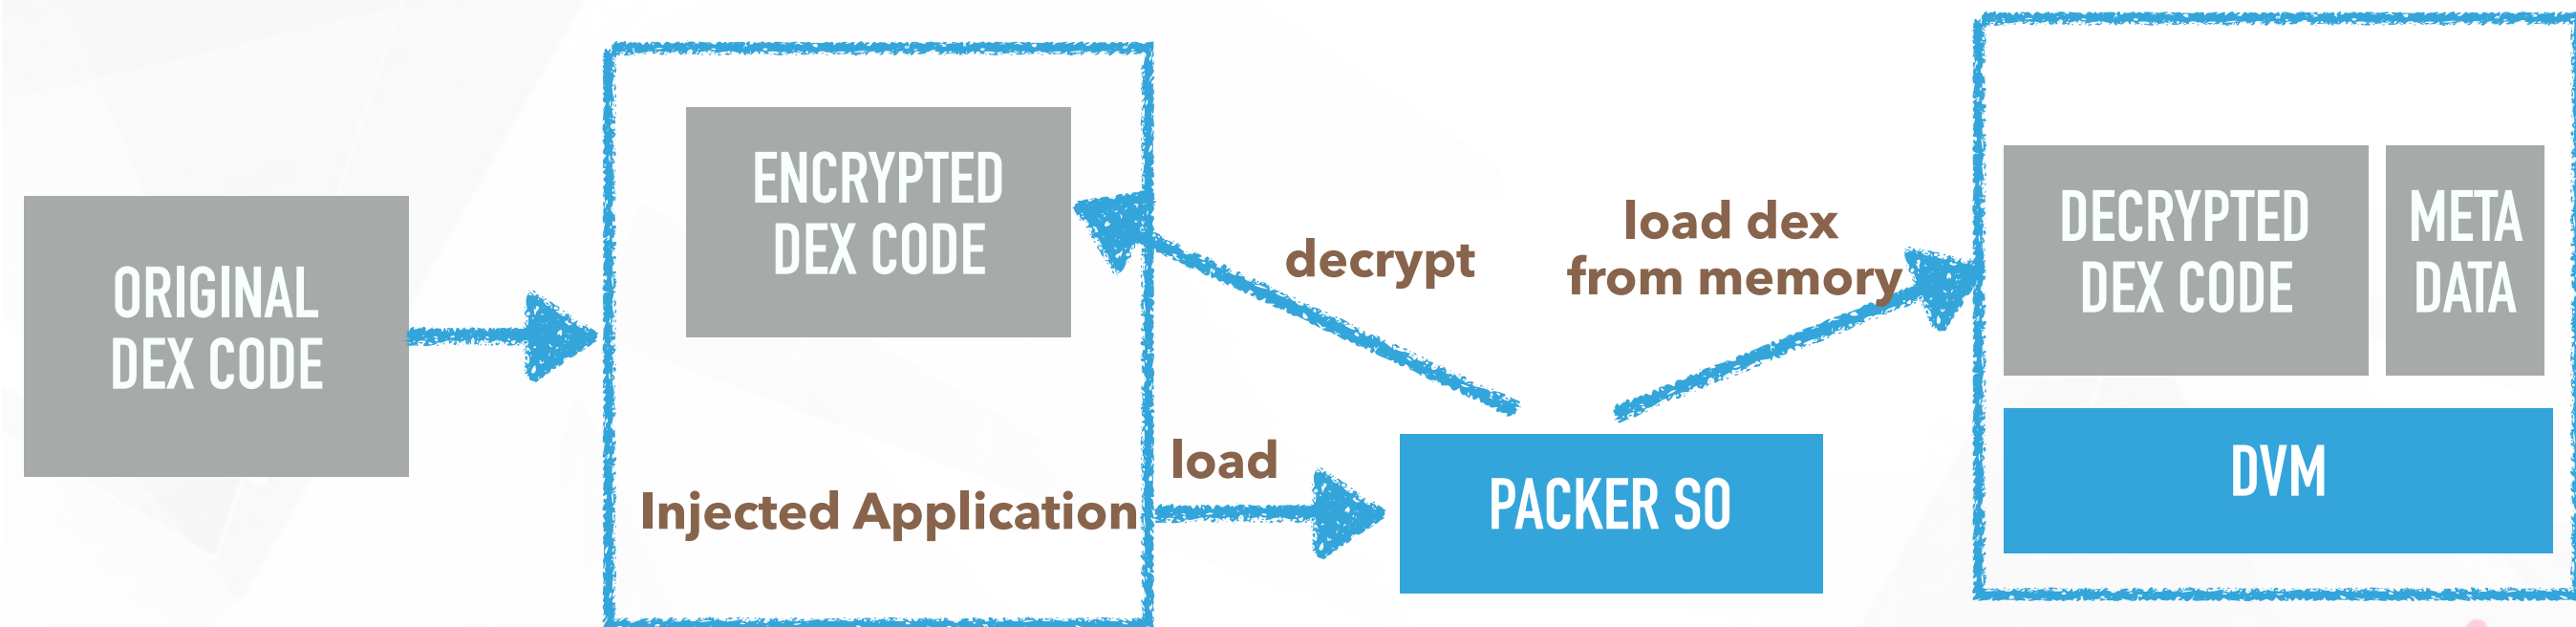 ORIGINAL
DEX CODE
ENCRYPTED
DEX CODE
Injected Application
load
decrypt
PACKER SO
load dex
from memory
DECRYPTED
DEX CODE
META
DATA
DVM